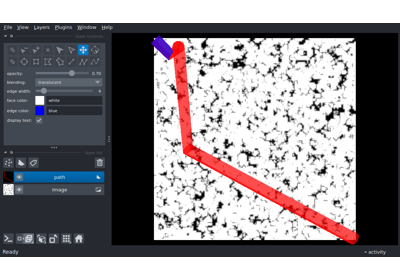 File View Layers Plugins Window Help
opacity: 0.70
blending: translucent
edge width:
face color: white
edge color: blue
display text:
path
Image
Ready
activity